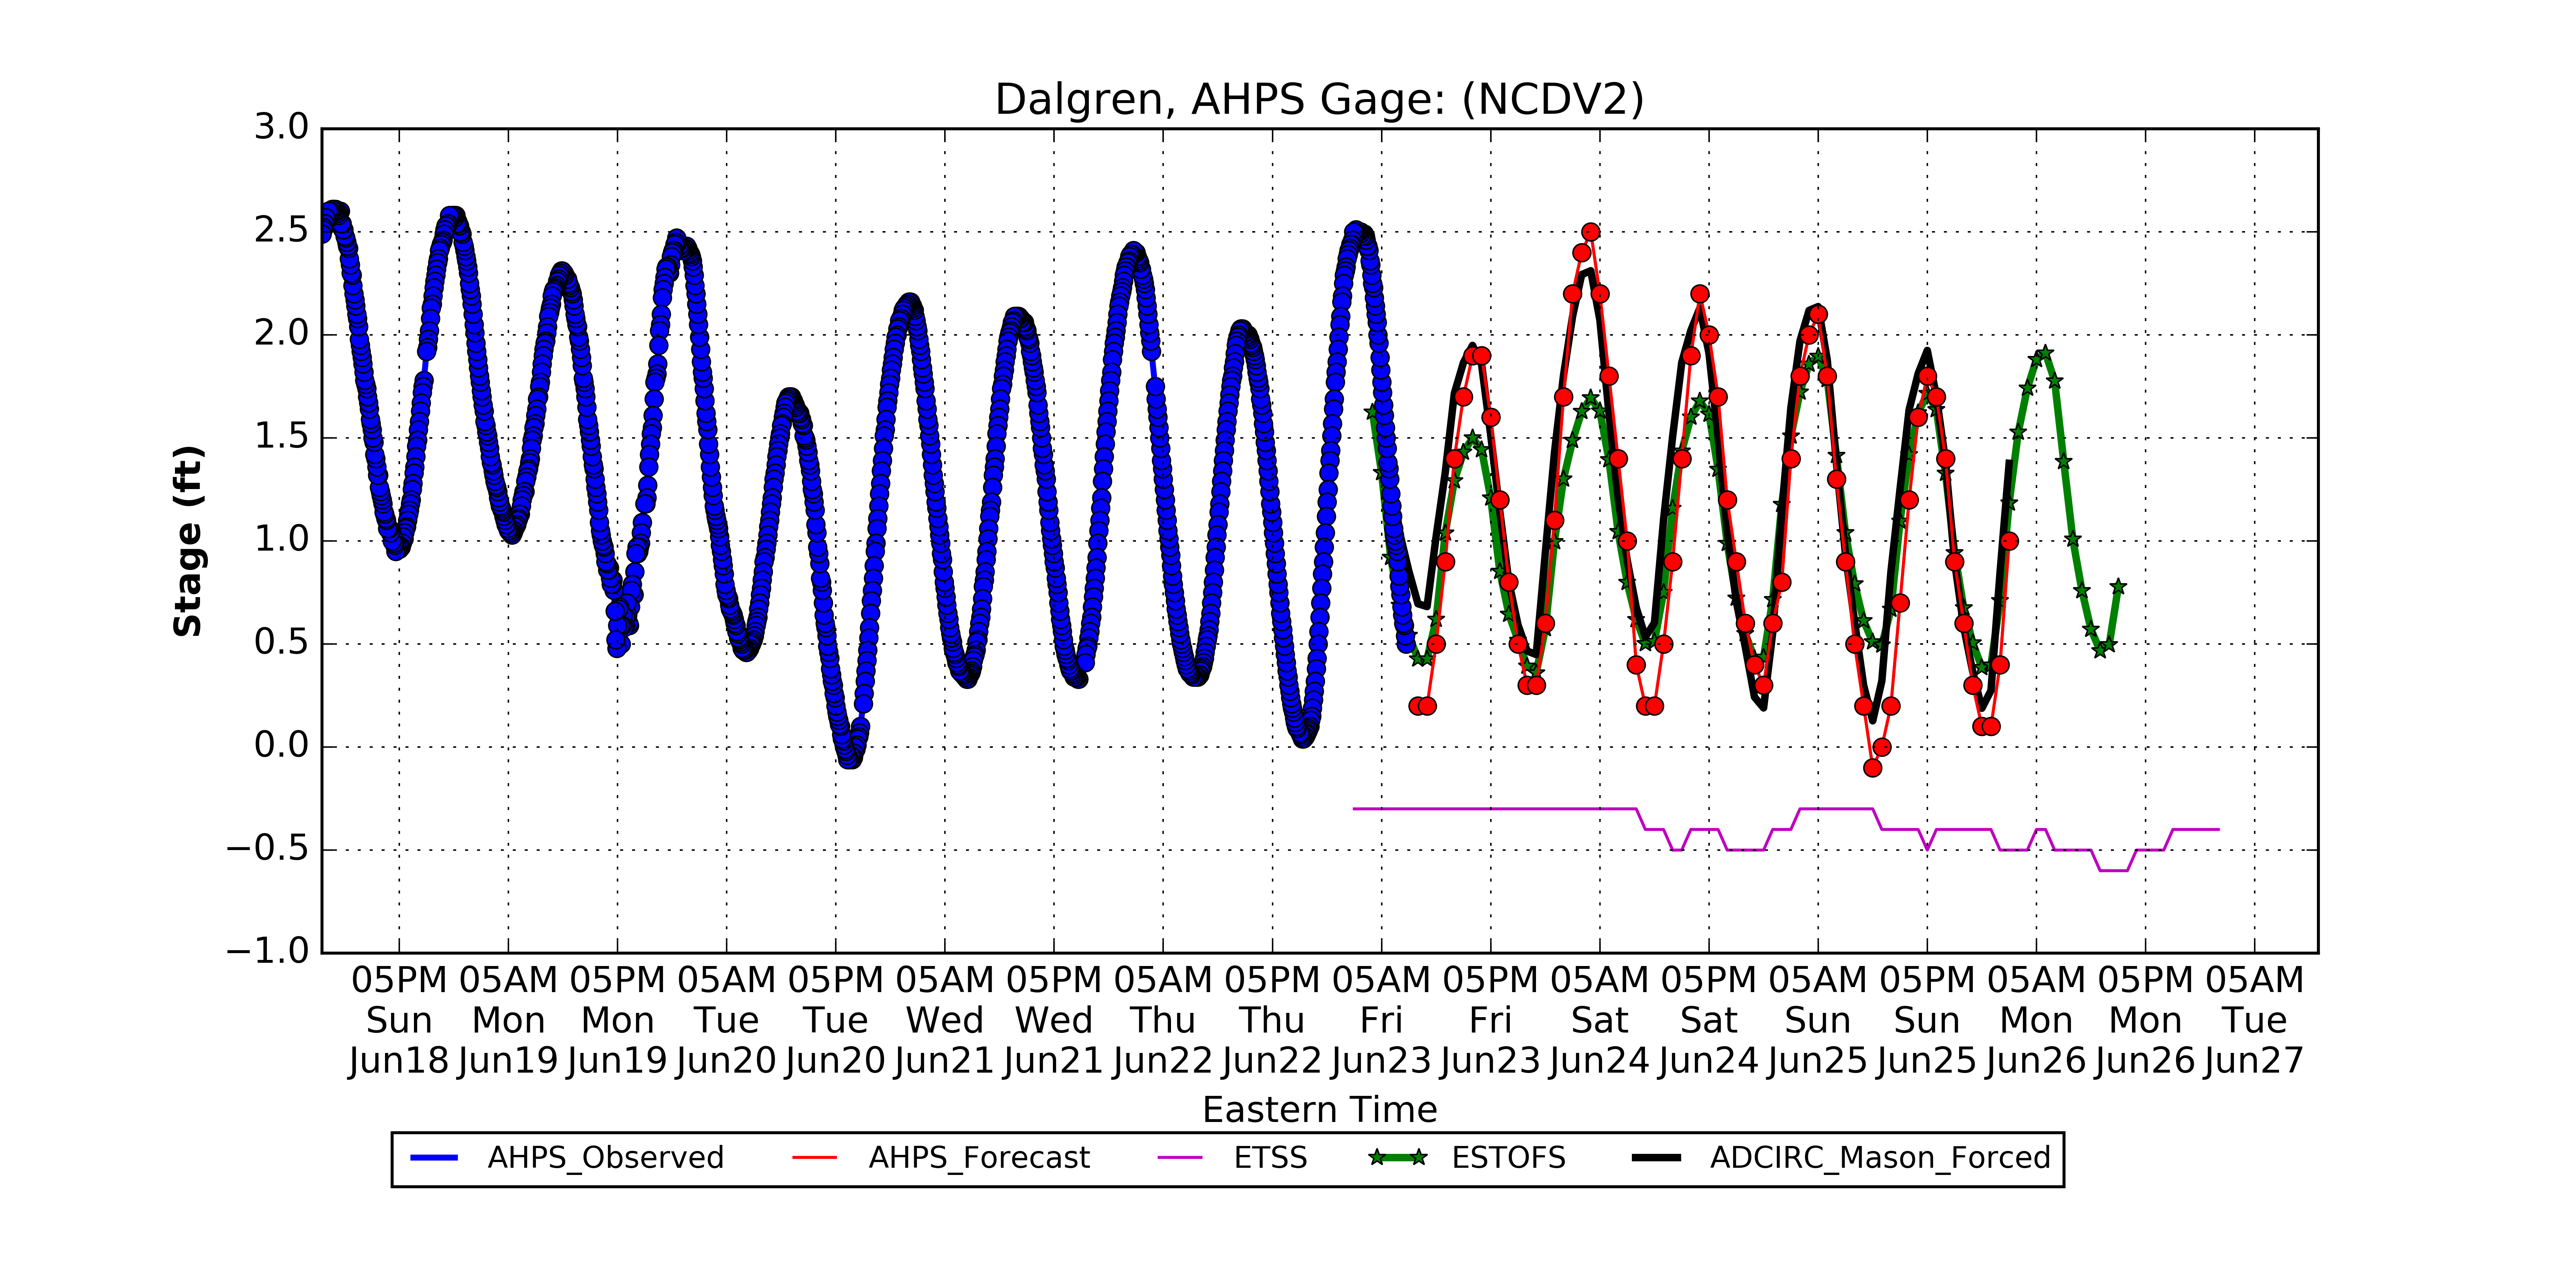 Dalgren, AHPS Gage: (NCDV2)
3.0
2.5
2.0
1.5
1.0
0.5
0.0
−0.5
−1.0
Stage (ft)
05PM 05AM 05PM 05AM 05PM 05AM 05PM 05AM 05PM 05AM 05PM 05AM 05PM 05AM 05PM 05AM 05PM 05AM
Sun Mon Mon Tue Tue Wed Wed Thu Thu Fri Fri Sat Sat Sun Sun Mon Mon Tue
Jun18 Jun19 Jun19 Jun20 Jun20 Jun21 Jun21 Jun22 Jun22 Jun23 Jun23 Jun24 Jun24 Jun25 Jun25 Jun26 Jun26 Jun27
Eastern Time
AHPS_Observed AHPS_Forecast ETSS ESTOFS ADCIRC_Mason_Forced